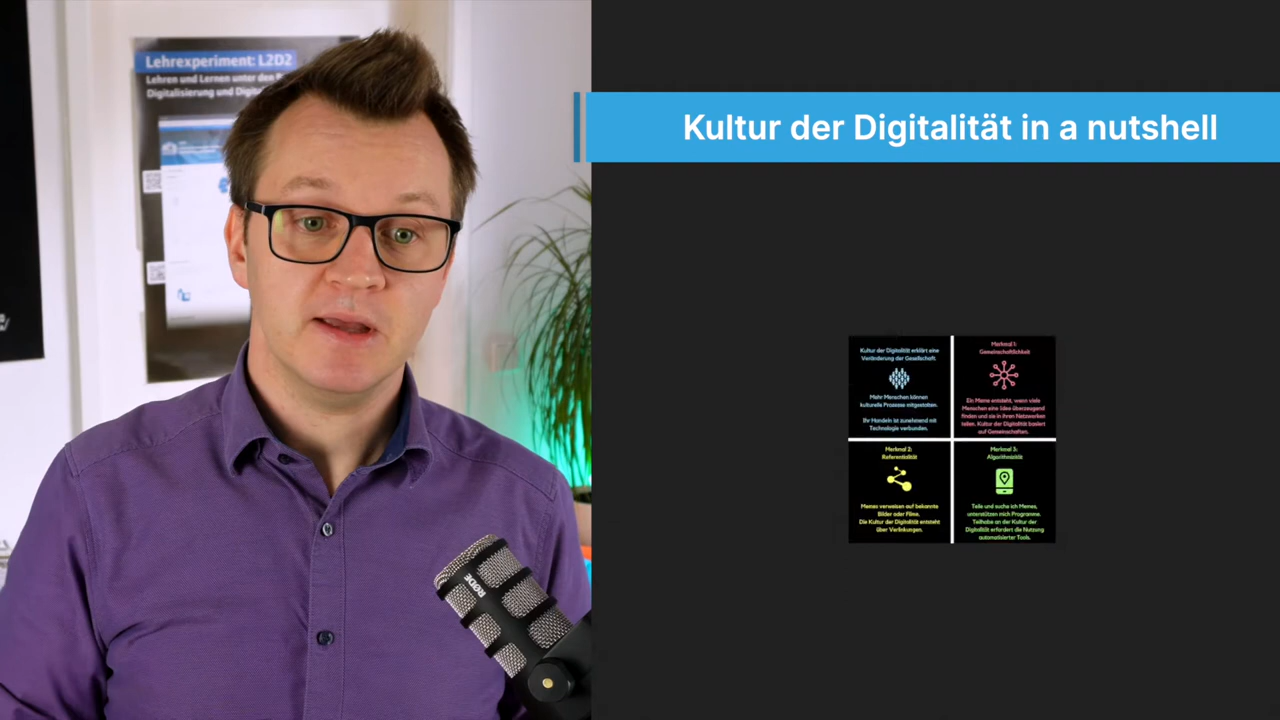 Lehrexperiment: L2D2
Lehren und Lernen unter den
Digitalisierung und
Kultur der Digitalität in a nutshell
Kultur der Digitalität erklärt eine
Veränderung der Gesellschaft.
Mehr Menschen können
kulturelle Prozesse mitgestalten.
Ihr Handeln ist zunehmend mit
Technologie verbunden.
Merkmal 1:
Gemeinschaftlichkeit
Ein Meme entsteht, wenn viele
Menschen eine Idee überzeugend
finden und sie in ihren Netzwerken
teilen. Kultur der Digitalität basiert
auf Gemeinschaften.
Merkmal 2:
Referentialität
Memes verweisen auf bekannte
Bilder oder Filme.
Die Kultur der Digitalität entsteht
über Verlinkungen.
Merkmal 3:
Algorithmizität
Teile und suche ich Memes,
unterstützen mich Programme.
Teilhabe an der Kultur der
Digitalität erfordert die Nutzung
automatisierter Tools.
RØDE